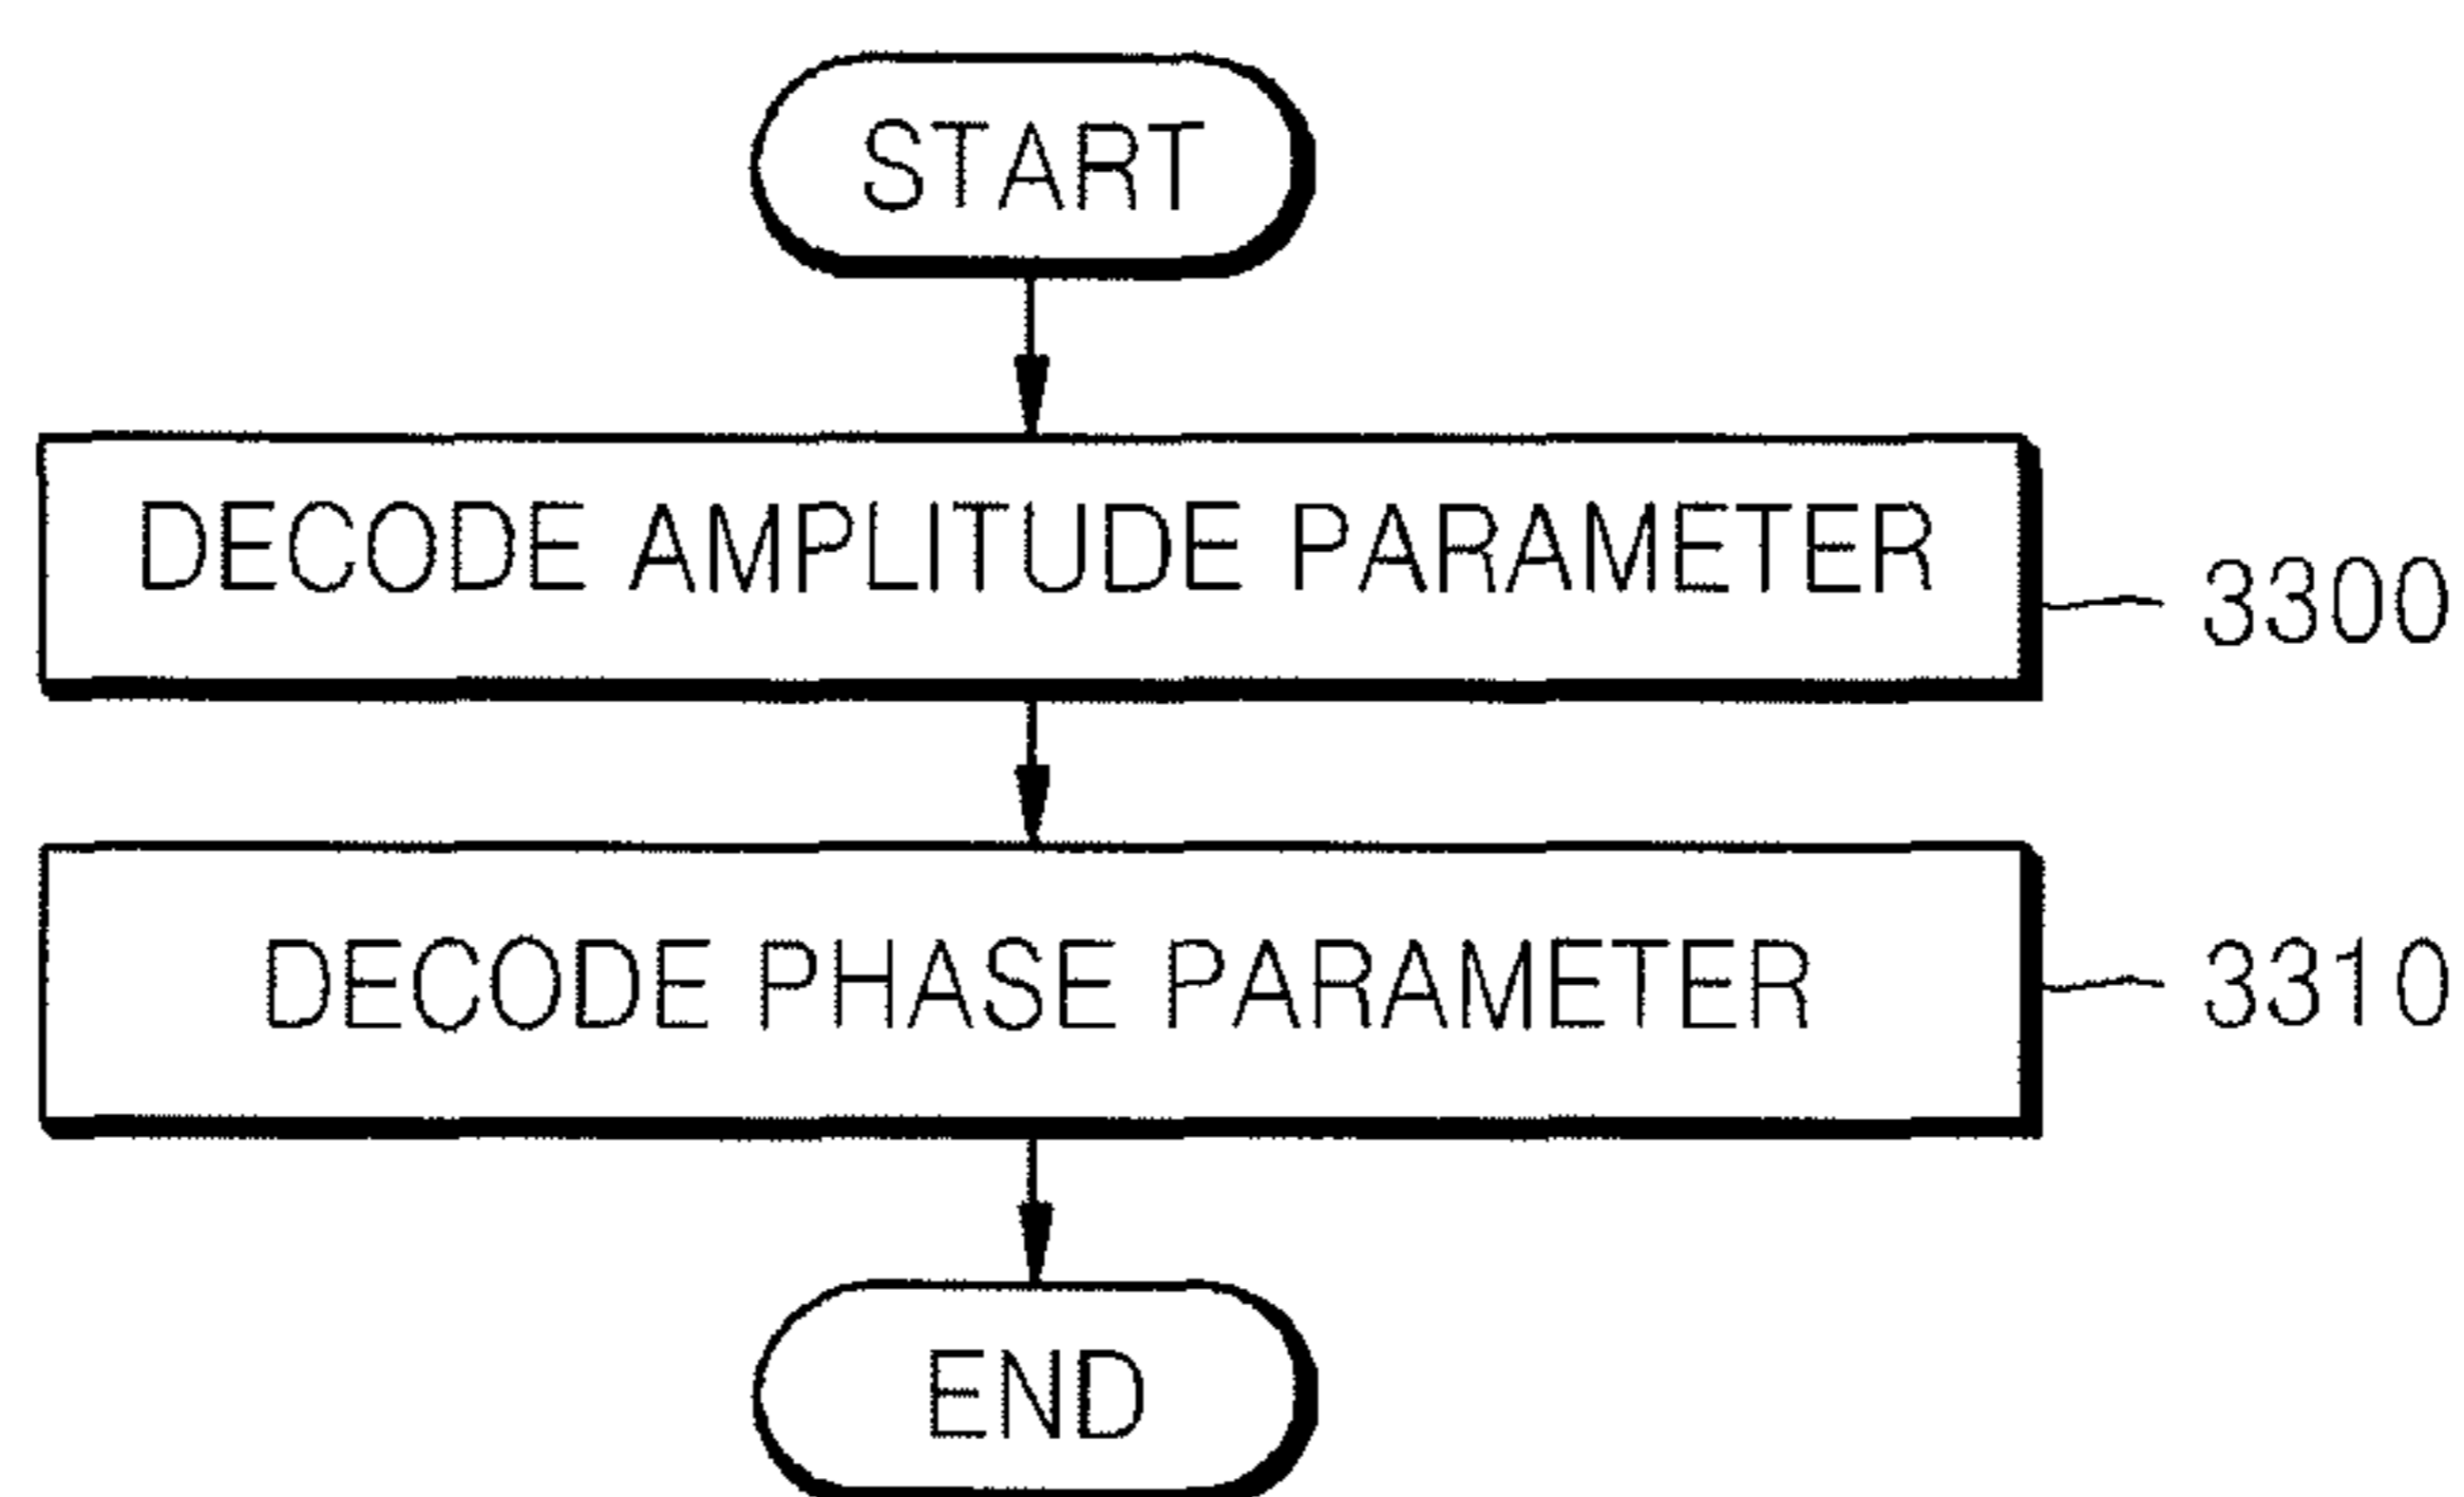 START
DECODE AMPLITUDE PARAMETER
3300
DECODE PHASE PARAMETER
3310
END